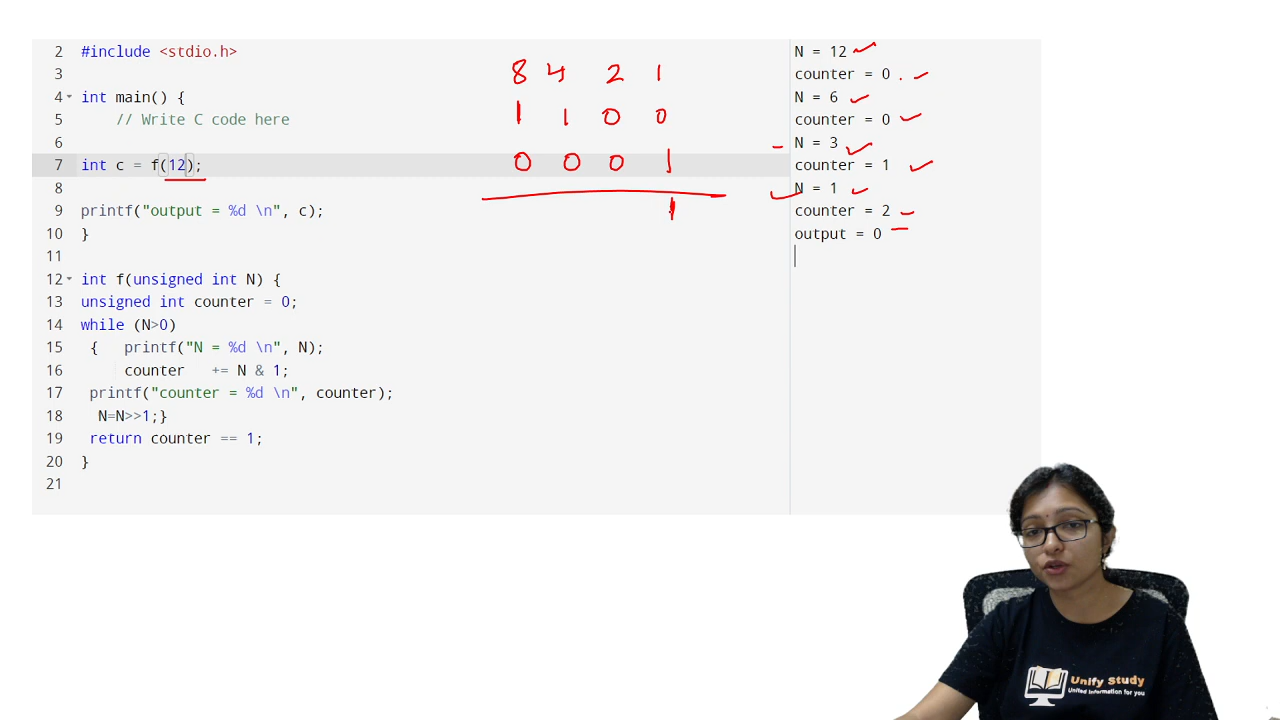 2 #include <stdio.h>
3
4 int main() {
5 // Write C code here
6
7 int c = f(12);
8
9 printf("output = %d \n", c);
10 }
11
12 int f(unsigned int N) {
13 unsigned int counter = 0;
14 while (N>0)
15 { printf("N = %d \n", N);
16 counter += N & 1;
17 printf("counter = %d \n", counter);
18 N=N>>1;}
19 return counter == 1;
20 }
21
8 4 2 1
1 1 0 0
0 0 0 1
1
N = 12
counter = 0
N = 6
counter = 0
N = 3
counter = 1
N = 1
counter = 2
output = 0
Unify Study
United Information for you